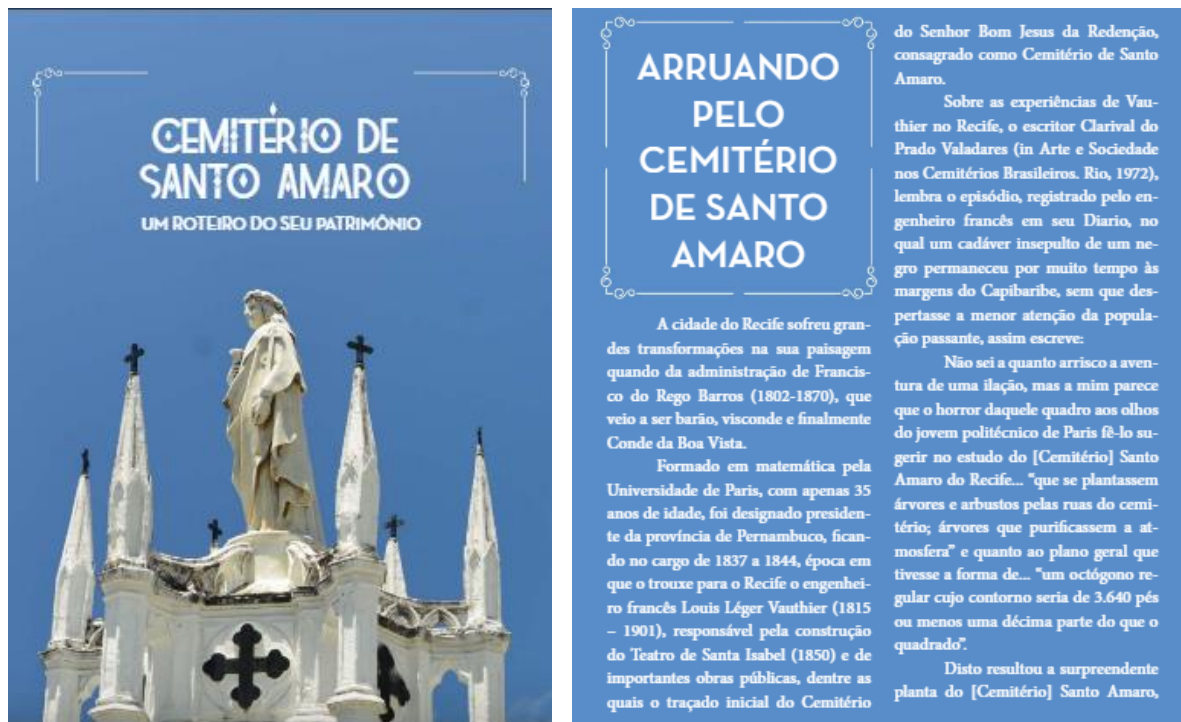 CEMITÉRIO DE
SANTO AMARO
UM ROTEIRO DO SEU PATRIMÔNIO
ARRUANDO
PELO
CEMITÉRIO
DE SANTO
AMARO
A cidade do Recife sofreu gran-
des transformações na sua paisagem
quando da administração de Francis-
co do Rego Barros (1802-1870), que
veio a ser barão, visconde e finalmente
Conde da Boa Vista.
Formado em matemática pela
Universidade de Paris, com apenas 35
anos de idade, foi designado presiden-
te da província de Pernambuco, fican-
do no cargo de 1837 a 1844, época em
que o trouxe para o Recife o engenhei-
ro francês Louis Léger Vauthier (1815
– 1901), responsável pela construção
do Teatro de Santa Isabel (1850) e de
importantes obras públicas, dentre as
quais o traçado inicial do Cemitério
do Senhor Bom Jesus da Redenção,
consagrado como Cemitério de Santo
Amaro.
Sobre as experiências de Vau-
thier no Recife, o escritor Clarival do
Prado Valadares (in Arte e Sociedade
nos Cemitérios Brasileiros. Rio, 1972),
lembra o episódio, registrado pelo en-
genheiro francês em seu Diario, no
qual um cadáver insepulto de um ne-
gro permaneceu por muito tempo às
margens do Capibaribe, sem que des-
pertasse a menor atenção da popula-
ção passante, assim escreve:
Não sei a quanto arrisco a aven-
tura de uma ilação, mas a mim parece
que o horror daquele quadro aos olhos
do jovem politécnico de Paris fê-lo su-
gerir no estudo do [Cemitério] Santo
Amaro do Recife... “que se plantassem
árvores e arbustos pelas ruas do cemi-
tério; árvores que purificassem a at-
mosfera” e quanto ao plano geral que
tivesse a forma de... “um octógono re-
gular cujo contorno seria de 3.640 pés
ou menos uma décima parte do que o
quadrado”.
Disto resultou a surpreendente
planta do [Cemitério] Santo Amaro,